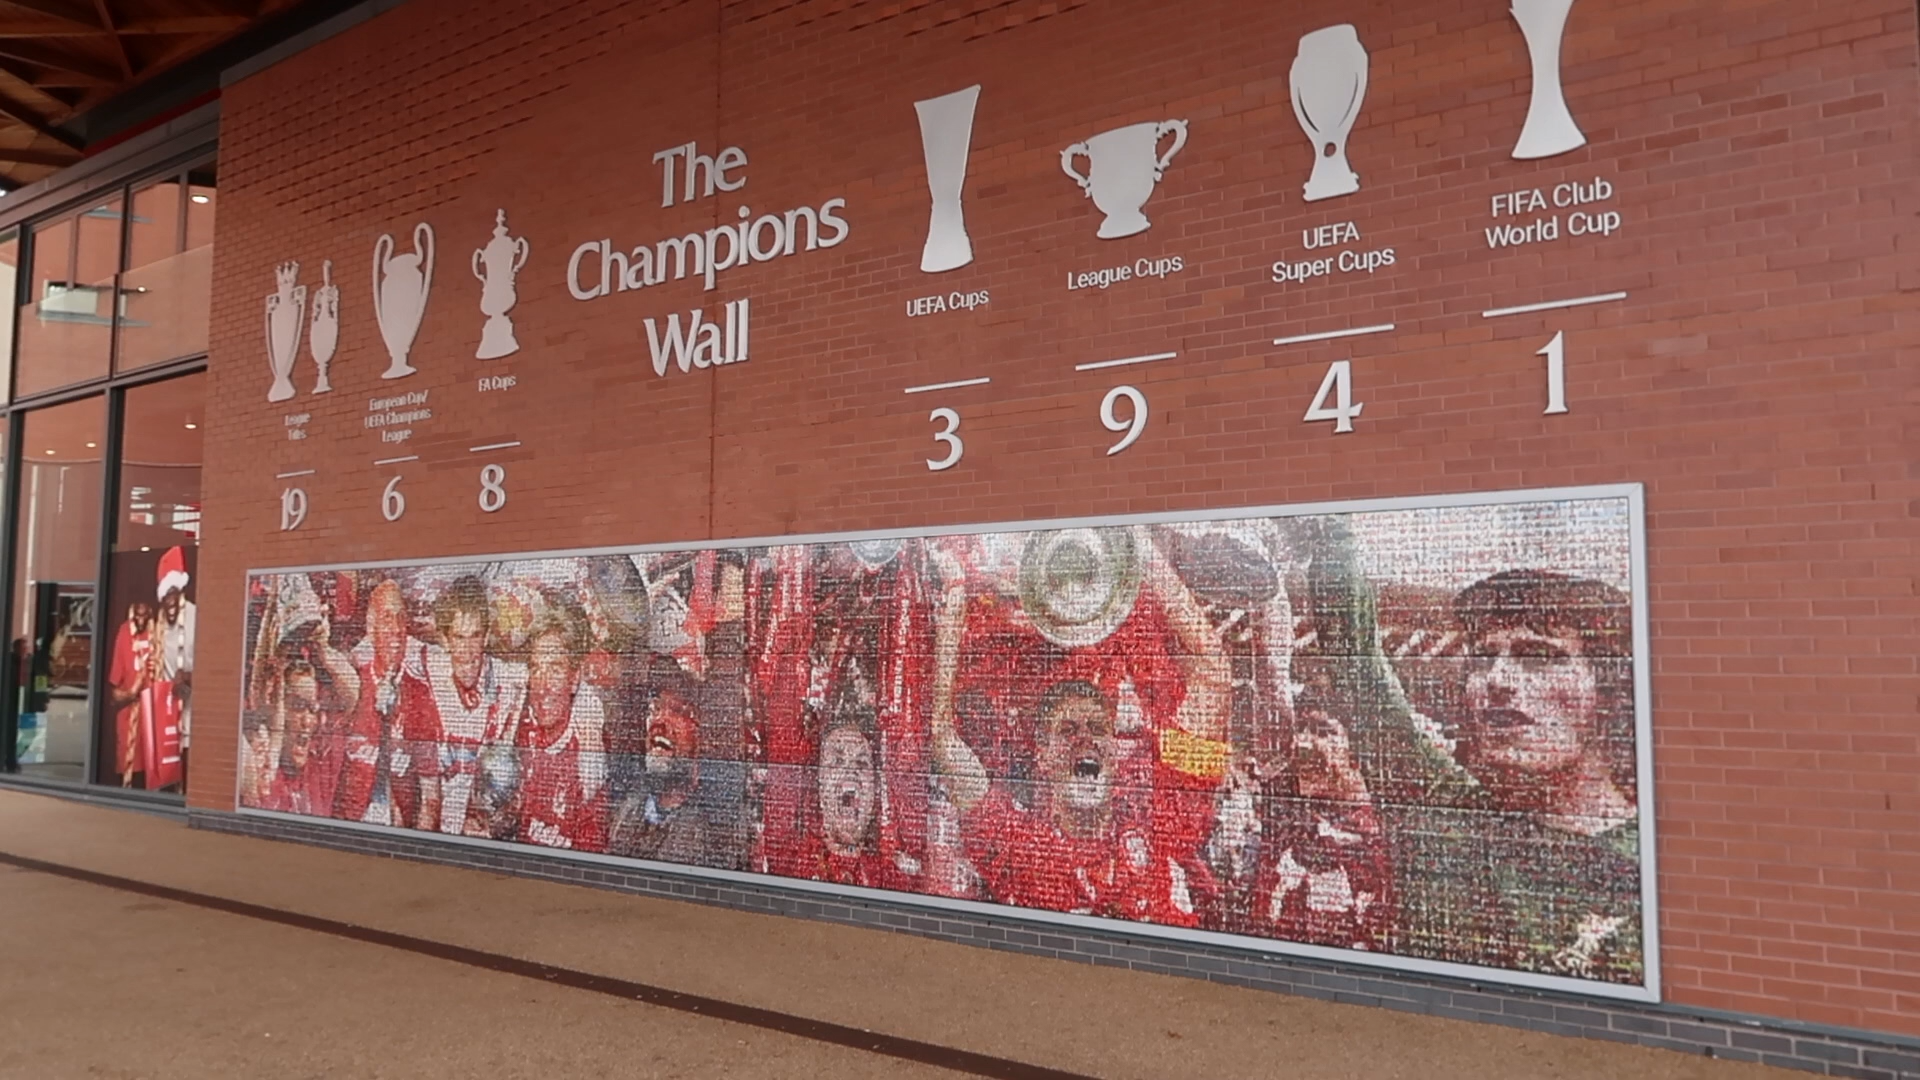 The
Champions
Wall
League
Titles
19
European Cup/
UEFA Champions
League
6
FA Cups
8
UEFA Cups
3
League Cups
9
UEFA
Super Cups
4
FIFA Club
World Cup
1